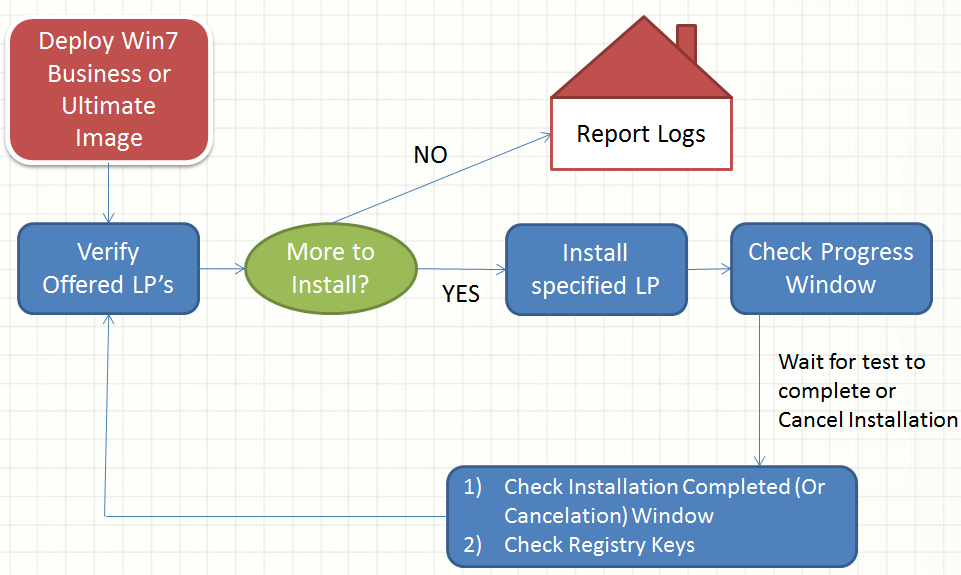 Deploy Win7
Business or
Ultimate
Image
Report Logs
NO
Verify
Offered LP's
More to
Install?
YES
Install
specified LP
Check Progress
Window
Wait for test to
complete or
Cancel Installation
1) Check Installation Completed (Or
Cancelation) Window
2) Check Registry Keys